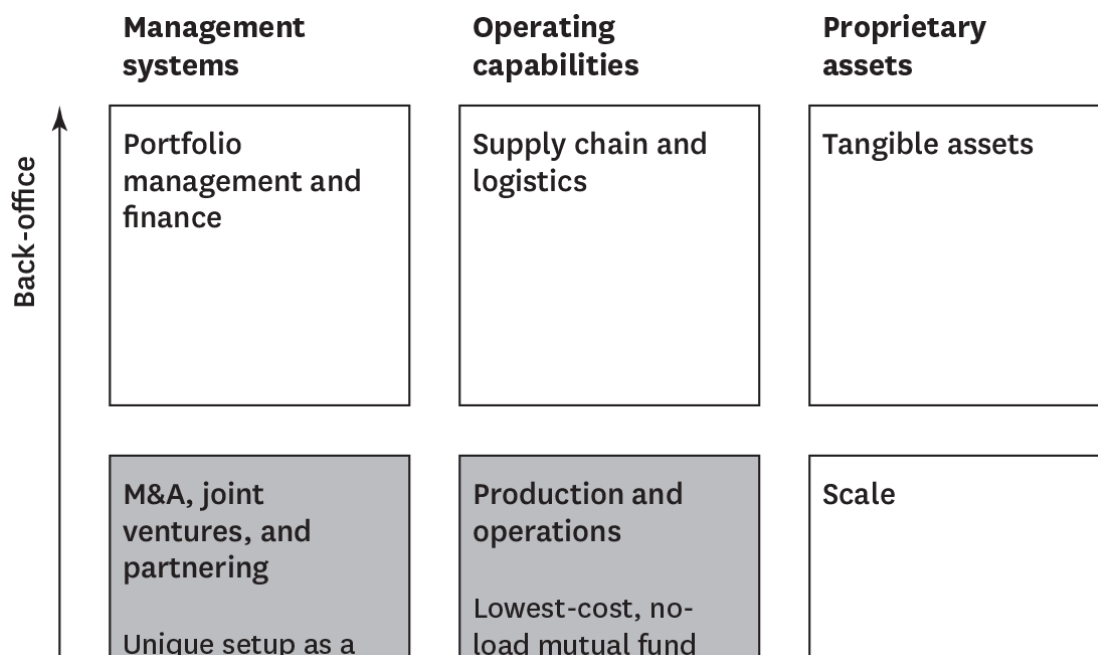 Management
systems
Operating
capabilities
Proprietary
assets
Back-office
Portfolio
management and
finance
Supply chain and
logistics
Tangible assets
M&A, joint
ventures, and
partnering
Unique setup as a
Production and
operations
Lowest-cost, no-
load mutual fund
Scale